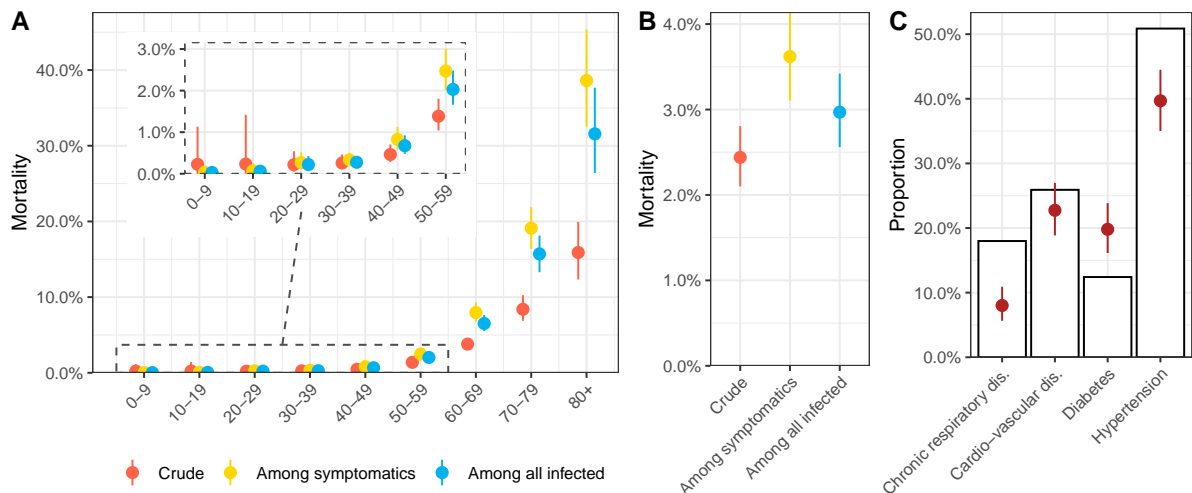 A
Mortality
40.0%
30.0%
20.0%
10.0%
0.0%
3.0%
2.0%
1.0%
0.0%
0−9
10−19
20−29
30−39
40−49
50−59
0−9
10−19
20−29
30−39
40−49
50−59
60−69
70−79
80+
Crude
Among symptomatics
Among all infected
B
Mortality
4.0%
3.0%
2.0%
1.0%
0.0%
Crude
Among symptomatics
Among all infected
C
Proportion
50.0%
40.0%
30.0%
20.0%
10.0%
0.0%
Chronic respiratory dis.
Cardio−vascular dis.
Diabetes
Hypertension